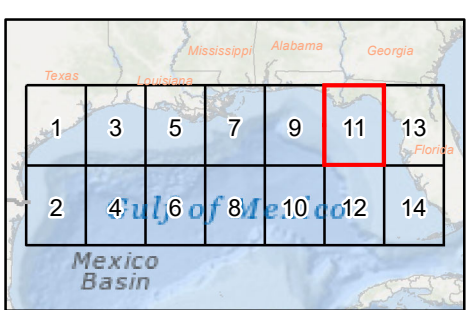 Mississippi Alabama Georgia
Texas Louisiana
1 3 5 7 9 11 13
Florida
2 4 6 8 10 12 14
Gulf of Mexico
Mexico
Basin